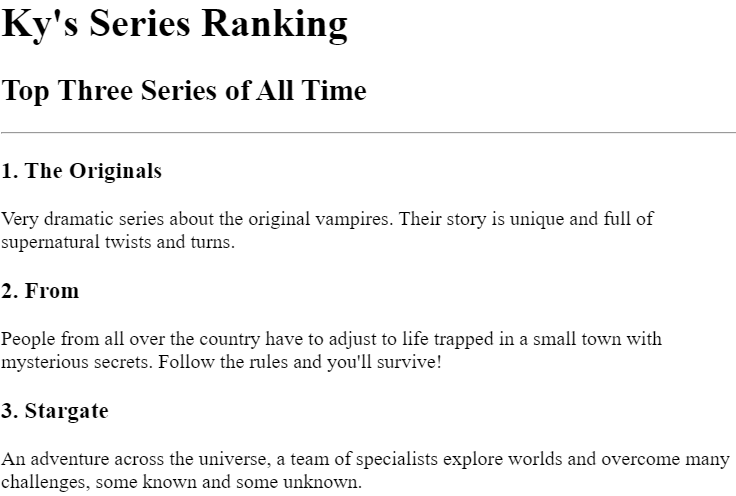 Ky's Series Ranking
Top Three Series of All Time
1. The Originals
Very dramatic series about the original vampires. Their story is unique and full of
supernatural twists and turns.
2. From
People from all over the country have to adjust to life trapped in a small town with
mysterious secrets. Follow the rules and you'll survive!
3. Stargate
An adventure across the universe, a team of specialists explore worlds and overcome many
challenges, some known and some unknown.